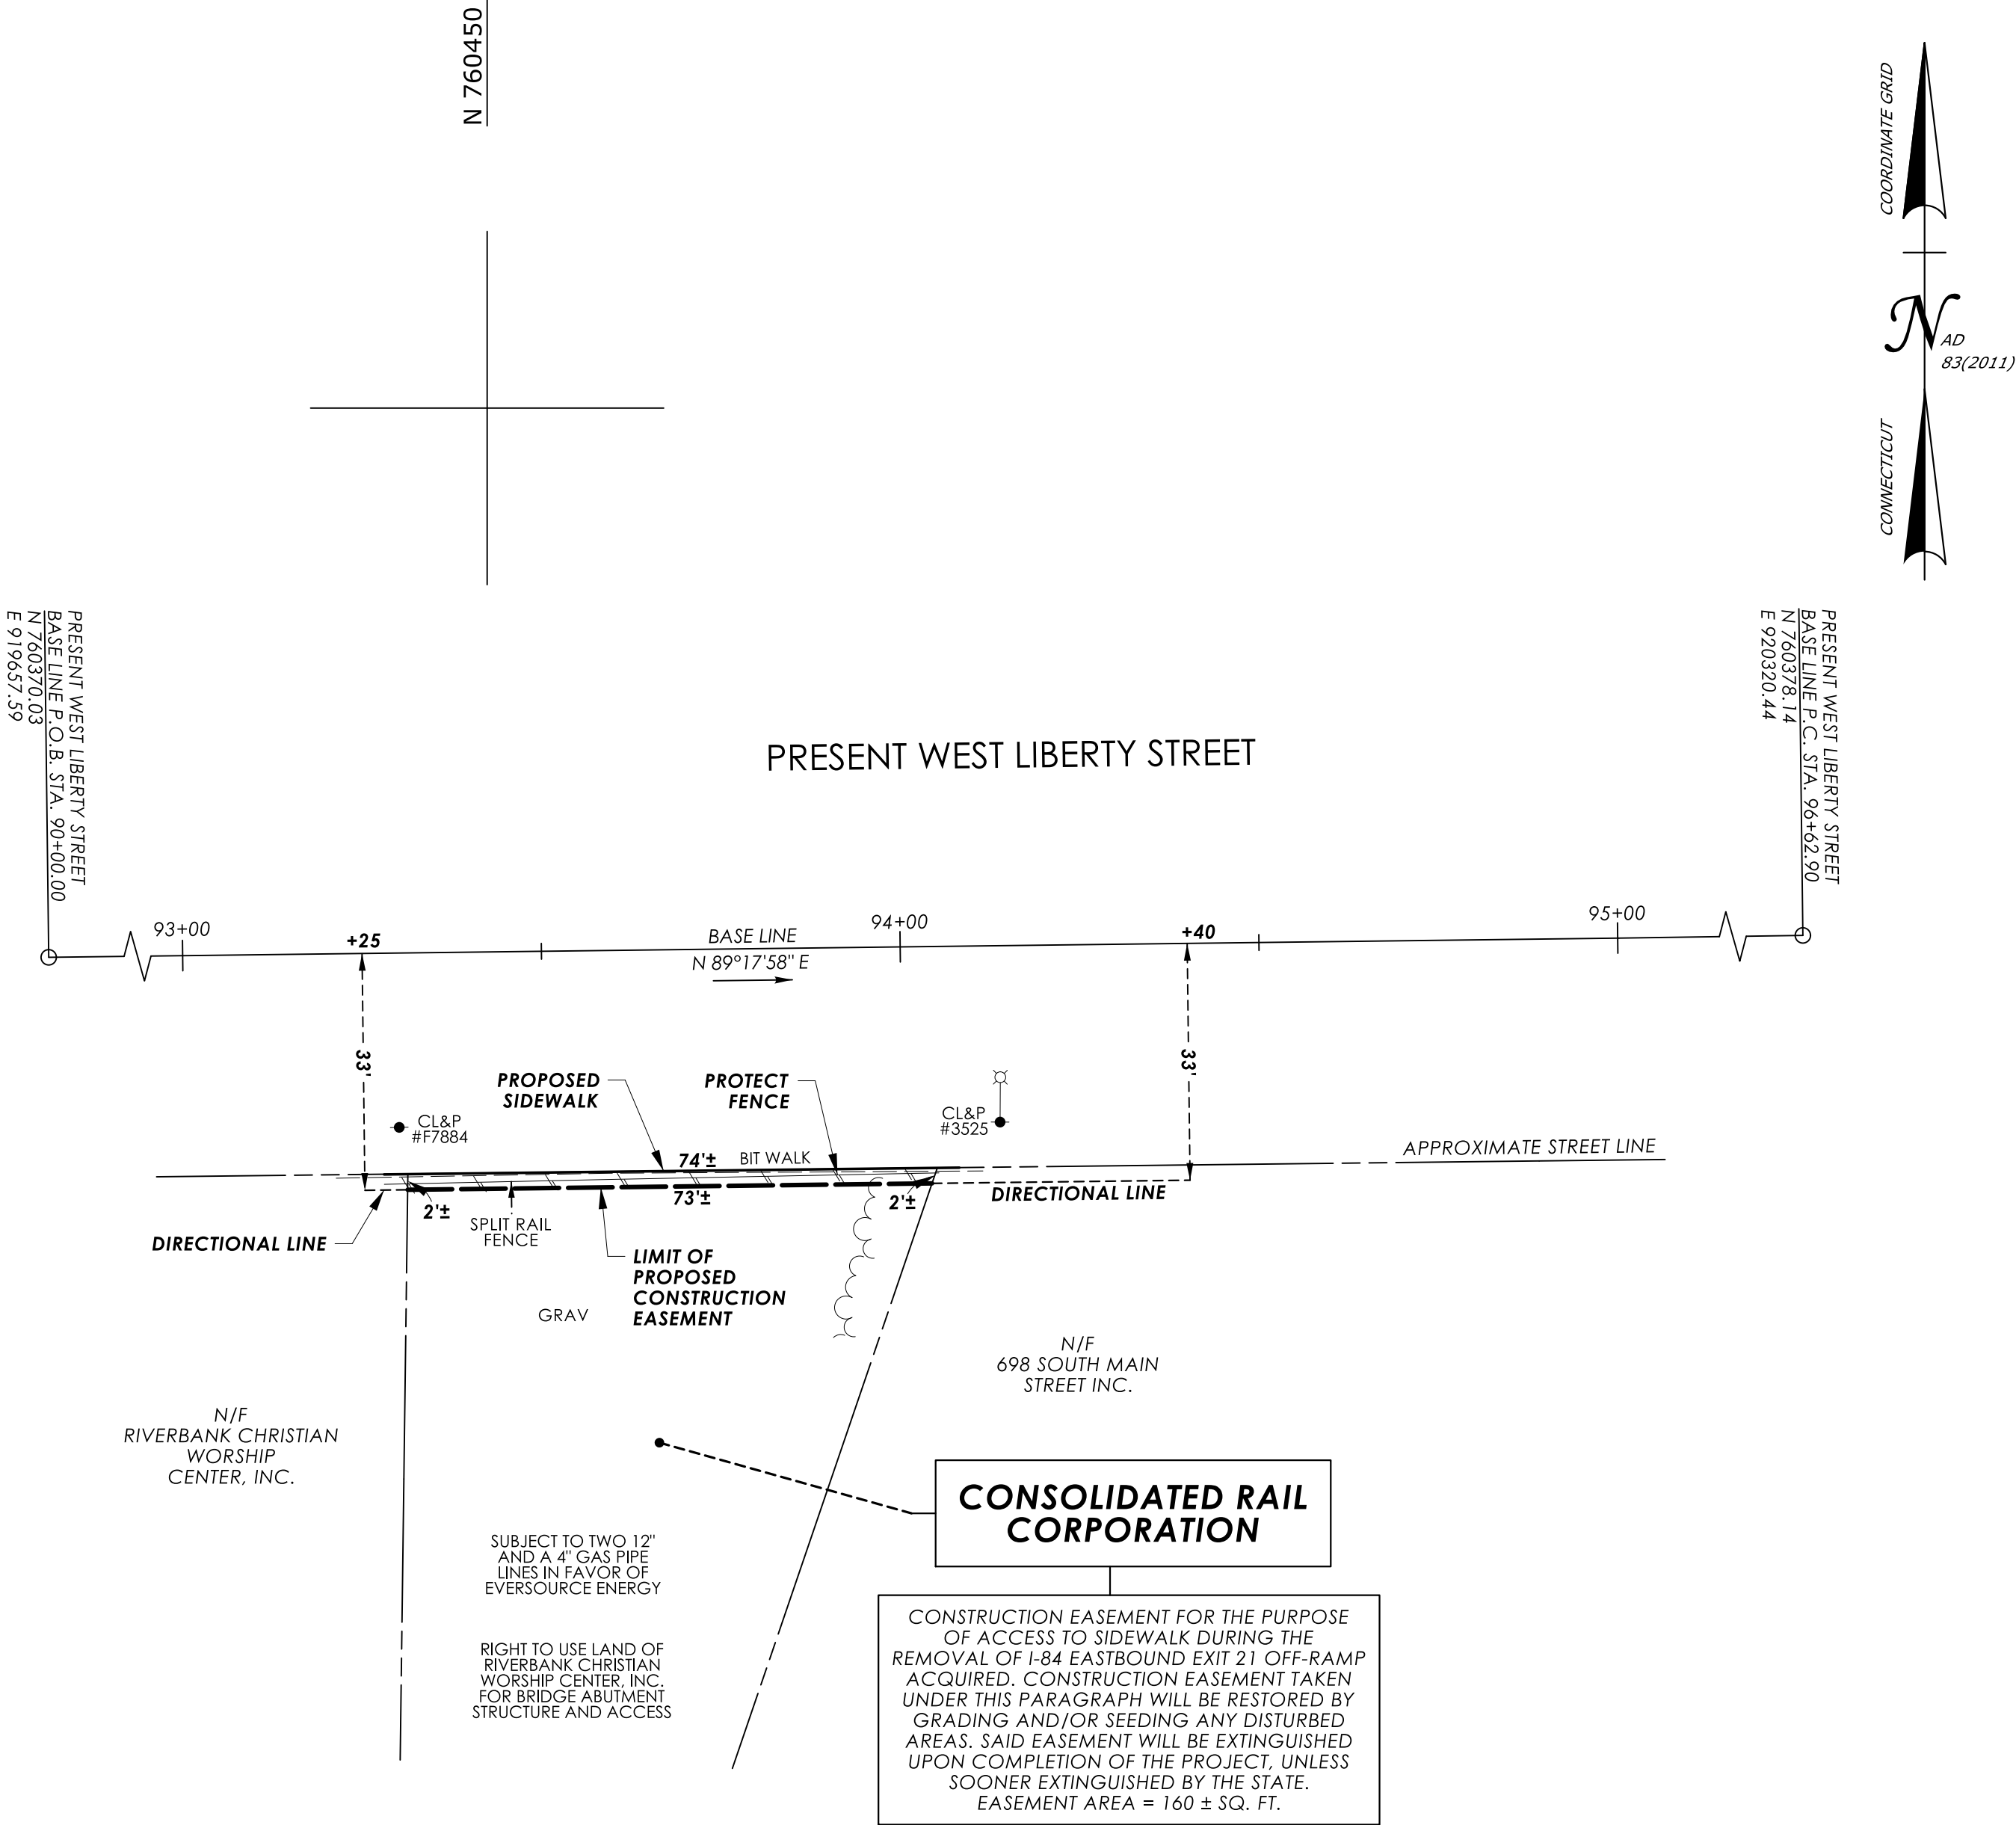 N 760450
COORDINATE GRID
N
AD
83(2011)
CONNECTICUT
PRESENT WEST LIBERTY STREET
BASE LINE P.O.B. STA. 90+00.00
N 760370.03
E 919657.59
PRESENT WEST LIBERTY STREET
BASE LINE P.C. STA. 96+62.90
N 760378.14
E 920320.44
PRESENT WEST LIBERTY STREET
93+00
+25
BASE LINE
N 89°17'58" E
94+00
+40
95+00
33'
33'
PROPOSED
SIDEWALK
PROTECT
FENCE
CL&P
#F7884
CL&P
#3525
74'±
BIT WALK
APPROXIMATE STREET LINE
73'±
2'±
2'±
DIRECTIONAL LINE
SPLIT RAIL
FENCE
DIRECTIONAL LINE
LIMIT OF
PROPOSED
CONSTRUCTION
EASEMENT
GRAV
N/F
698 SOUTH MAIN
STREET INC.
N/F
RIVERBANK CHRISTIAN
WORSHIP
CENTER, INC.
CONSOLIDATED RAIL
CORPORATION
SUBJECT TO TWO 12"
AND A 4" GAS PIPE
LINES IN FAVOR OF
EVERSOURCE ENERGY
RIGHT TO USE LAND OF
RIVERBANK CHRISTIAN
WORSHIP CENTER, INC.
FOR BRIDGE ABUTMENT
STRUCTURE AND ACCESS
CONSTRUCTION EASEMENT FOR THE PURPOSE
OF ACCESS TO SIDEWALK DURING THE
REMOVAL OF I-84 EASTBOUND EXIT 21 OFF-RAMP
ACQUIRED. CONSTRUCTION EASEMENT TAKEN
UNDER THIS PARAGRAPH WILL BE RESTORED BY
GRADING AND/OR SEEDING ANY DISTURBED
AREAS. SAID EASEMENT WILL BE EXTINGUISHED
UPON COMPLETION OF THE PROJECT, UNLESS
SOONER EXTINGUISHED BY THE STATE.
EASEMENT AREA = 160 ± SQ. FT.